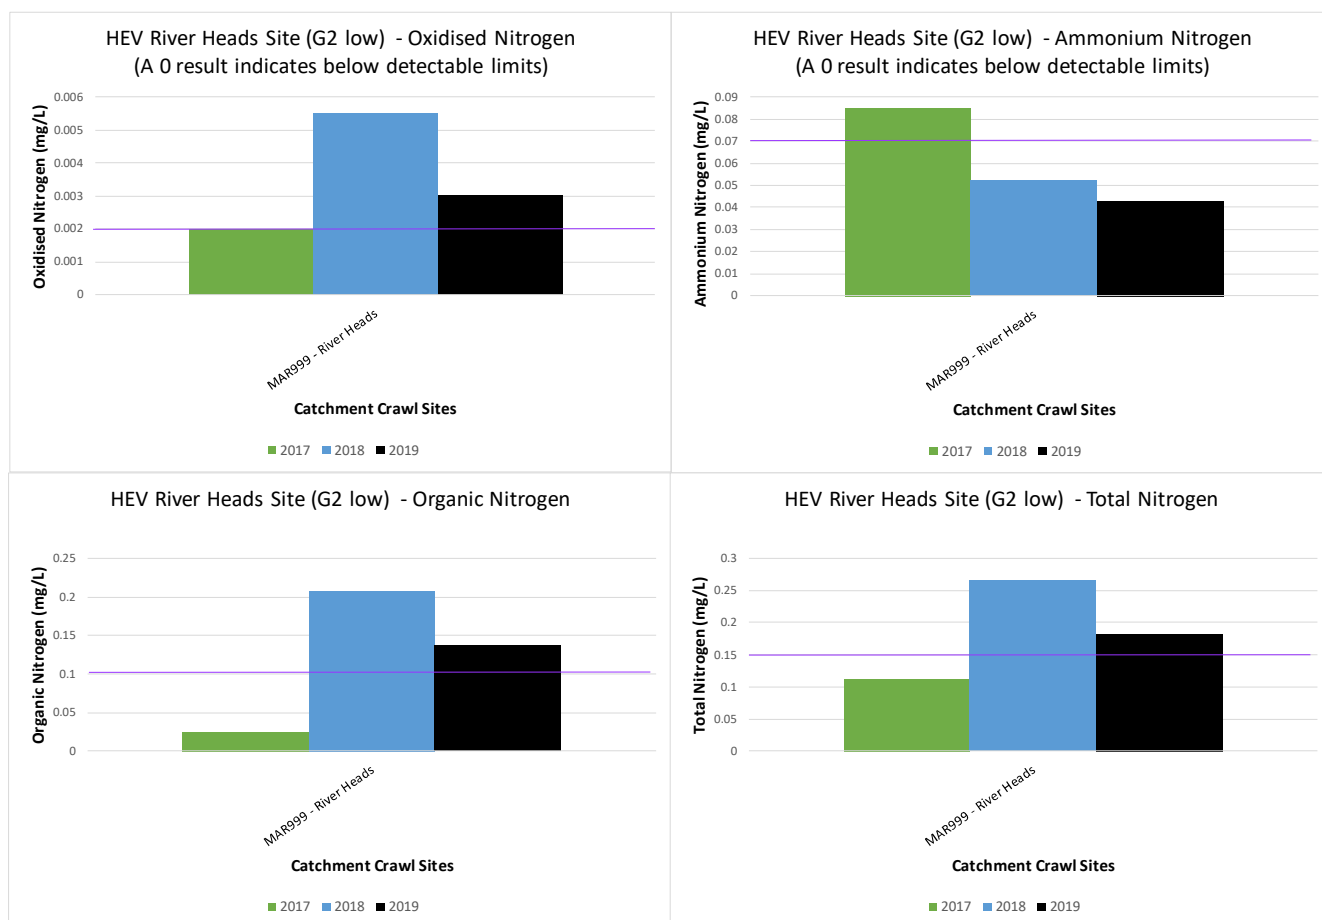 HEV River Heads Site (G2 low) - Oxidised Nitrogen
(A 0 result indicates below detectable limits)
Oxidised Nitrogen (mg/L)
0.006
0.005
0.004
0.003
0.002
0.001
0
MAR999 - River Heads
Catchment Crawl Sites
2017 2018 2019
HEV River Heads Site (G2 low) - Ammonium Nitrogen
(A 0 result indicates below detectable limits)
Ammonium Nitrogen (mg/L)
0.09
0.08
0.07
0.06
0.05
0.04
0.03
0.02
0.01
0
MAR999 - River Heads
Catchment Crawl Sites
2017 2018 2019
HEV River Heads Site (G2 low) - Organic Nitrogen
Organic Nitrogen (mg/L)
0.25
0.2
0.15
0.1
0.05
0
MAR999 - River Heads
Catchment Crawl Sites
2017 2018 2019
HEV River Heads Site (G2 low) - Total Nitrogen
Total Nitrogen (mg/L)
0.3
0.25
0.2
0.15
0.1
0.05
0
MAR999 - River Heads
Catchment Crawl Sites
2017 2018 2019